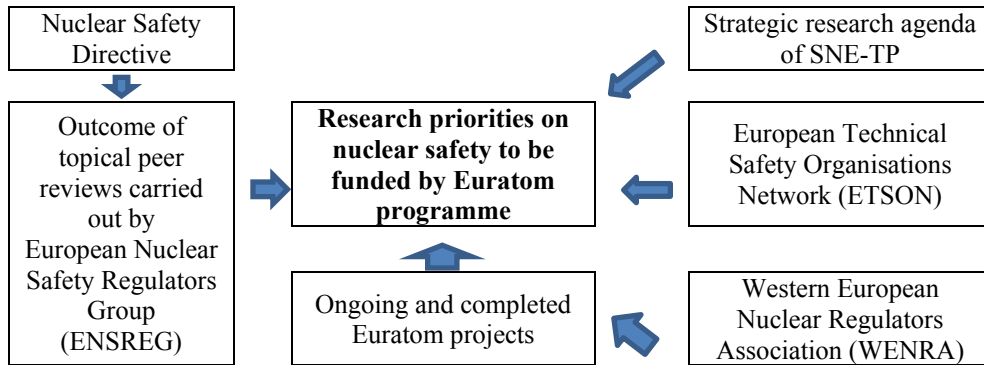 Nuclear Safety
Directive
Outcome of
topical peer
reviews carried
out by
European Nuclear
Safety Regulators
Group
(ENSREG)
Research priorities on
nuclear safety to be
funded by Euratom
programme
Ongoing and completed
Euratom projects
Strategic research agenda
of SNE-TP
European Technical
Safety Organisations
Network (ETSON)
Western European
Nuclear Regulators
Association (WENRA)